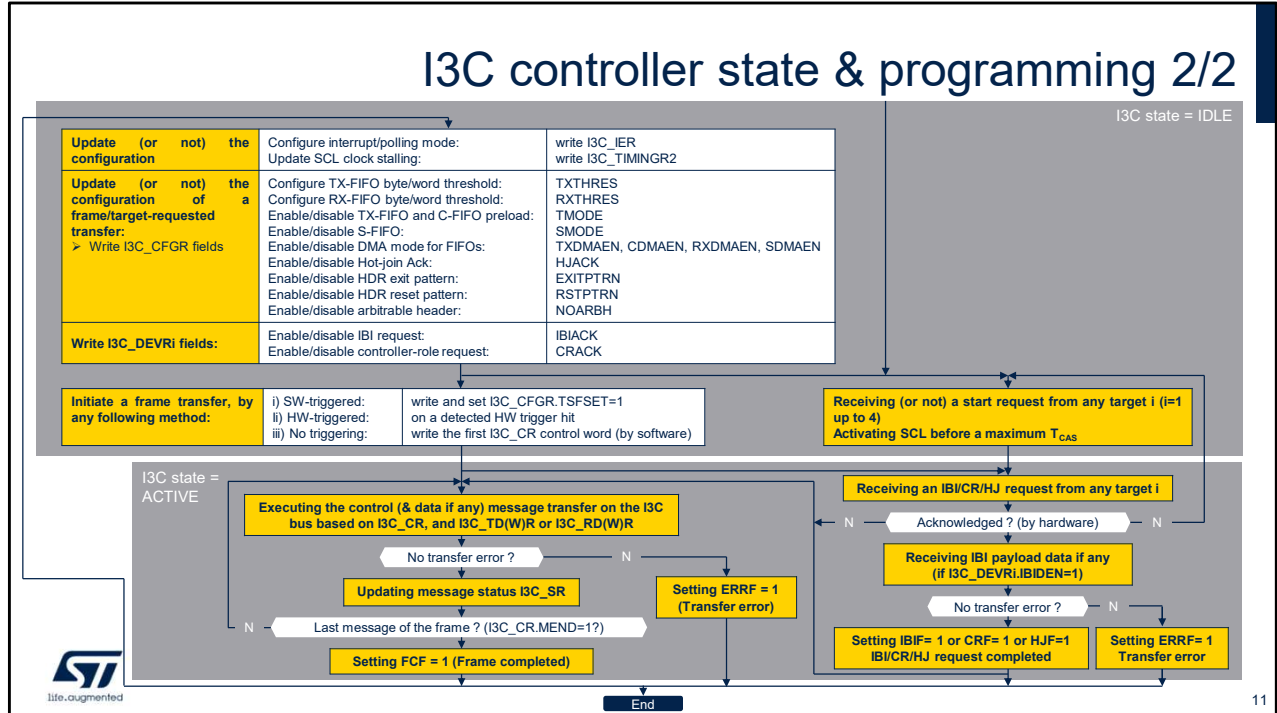 I3C controller state & programming 2/2
I3C state = IDLE
Update (or not) the
configuration
Configure interrupt/polling mode:
write I3C_IER
Update SCL clock stalling:
write I3C_TIMINGR2
Update (or not) the
configuration of a
frame/target-requested
transfer:
➢ Write I3C_CFGR fields
Configure TX-FIFO byte/word threshold:
TXTHRES
Configure RX-FIFO byte/word threshold:
RXTHRES
Enable/disable TX-FIFO and C-FIFO preload:
TMODE
Enable/disable S-FIFO:
SMODE
Enable/disable DMA mode for FIFOs:
TXDMAEN, CDMAEN, RXDMAEN, SDMAEN
Enable/disable Hot-join Ack:
HJACK
Enable/disable HDR exit pattern:
EXITPTRN
Enable/disable HDR reset pattern:
RSTPTRN
Enable/disable arbitrable header:
NOARBH
Write I3C_DEVRi fields:
Enable/disable IBI request:
IBIACK
Enable/disable controller-role request:
CRACK
Initiate a frame transfer, by
any following method:
i) SW-triggered:
write and set I3C_CFGR.TSFSET=1
Ii) HW-triggered:
on a detected HW trigger hit
iii) No triggering:
write the first I3C_CR control word (by software)
Receiving (or not) a start request from any target i (i=1
up to 4)
Activating SCL before a maximum TCAS
I3C state =
ACTIVE
Executing the control (& data if any) message transfer on the I3C
bus based on I3C_CR, and I3C_TD(W)R or I3C_RD(W)R
No transfer error ?
N
Updating message status I3C_SR
Setting ERRF = 1
(Transfer error)
N
Last message of the frame ? (I3C_CR.MEND=1?)
Setting FCF = 1 (Frame completed)
Receiving an IBI/CR/HJ request from any target i
N
Acknowledged ? (by hardware)
N
Receiving IBI payload data if any
(if I3C_DEVRi.IBIDEN=1)
No transfer error ?
N
Setting IBIF= 1 or CRF= 1 or HJF=1
IBI/CR/HJ request completed
Setting ERRF= 1
Transfer error
End
ST
life.augmented
11